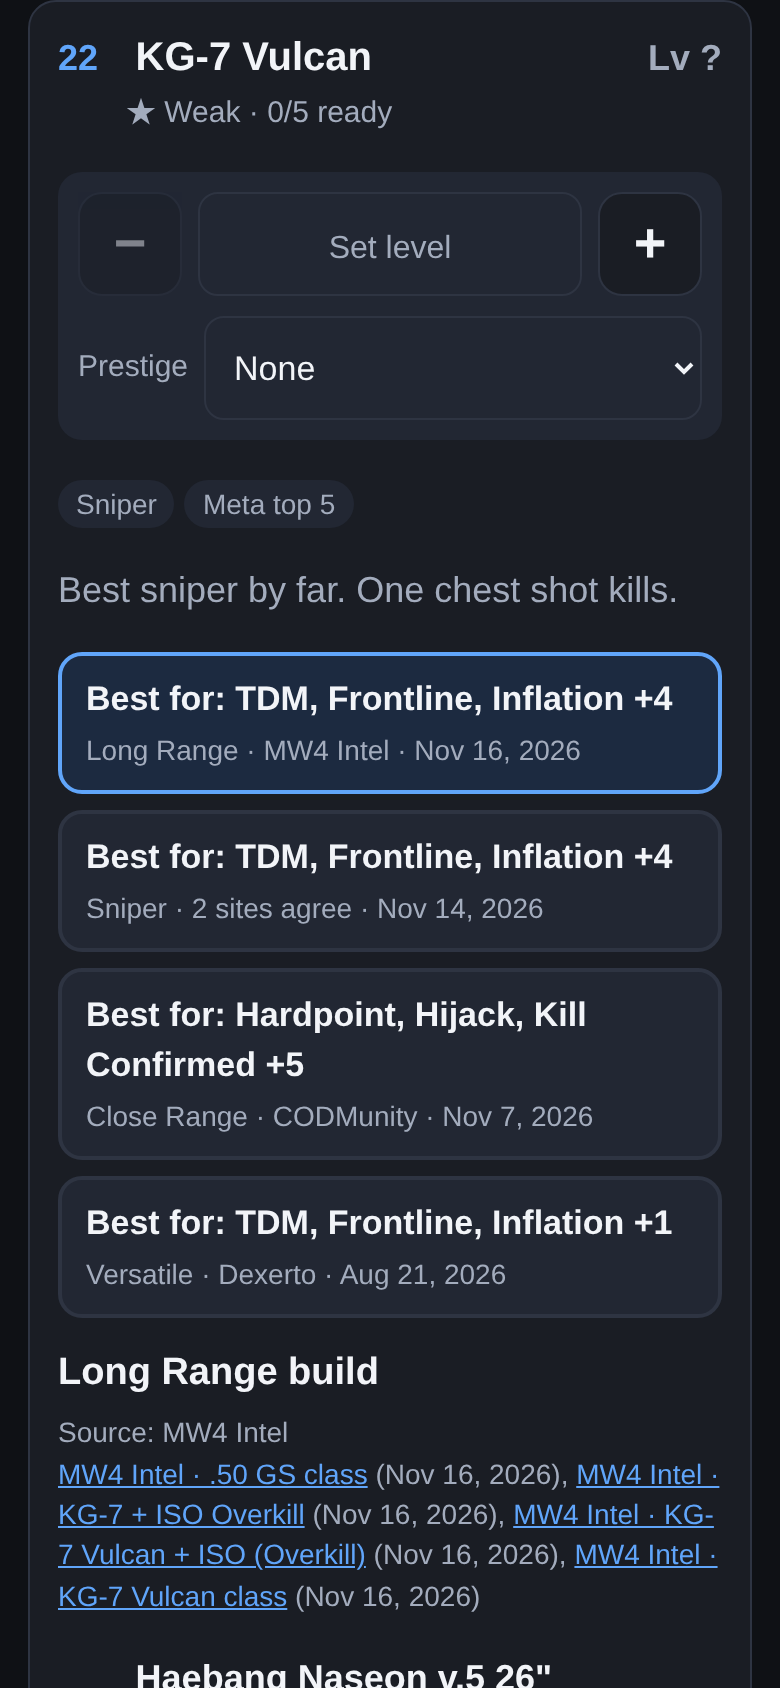 22 KG-7 Vulcan Lv ?
★ Weak · 0/5 ready
− Set level +
Prestige None
Sniper Meta top 5
Best sniper by far. One chest shot kills.
Best for: TDM, Frontline, Inflation +4
Long Range · MW4 Intel · Nov 16, 2026
Best for: TDM, Frontline, Inflation +4
Sniper · 2 sites agree · Nov 14, 2026
Best for: Hardpoint, Hijack, Kill
Confirmed +5
Close Range · CODMunity · Nov 7, 2026
Best for: TDM, Frontline, Inflation +1
Versatile · Dexerto · Aug 21, 2026
Long Range build
Source: MW4 Intel
MW4 Intel · .50 GS class (Nov 16, 2026), MW4 Intel ·
KG-7 + ISO Overkill (Nov 16, 2026), MW4 Intel · KG-
7 Vulcan + ISO (Overkill) (Nov 16, 2026), MW4 Intel ·
KG-7 Vulcan class (Nov 16, 2026)
Haebang Naseon v.5 26"